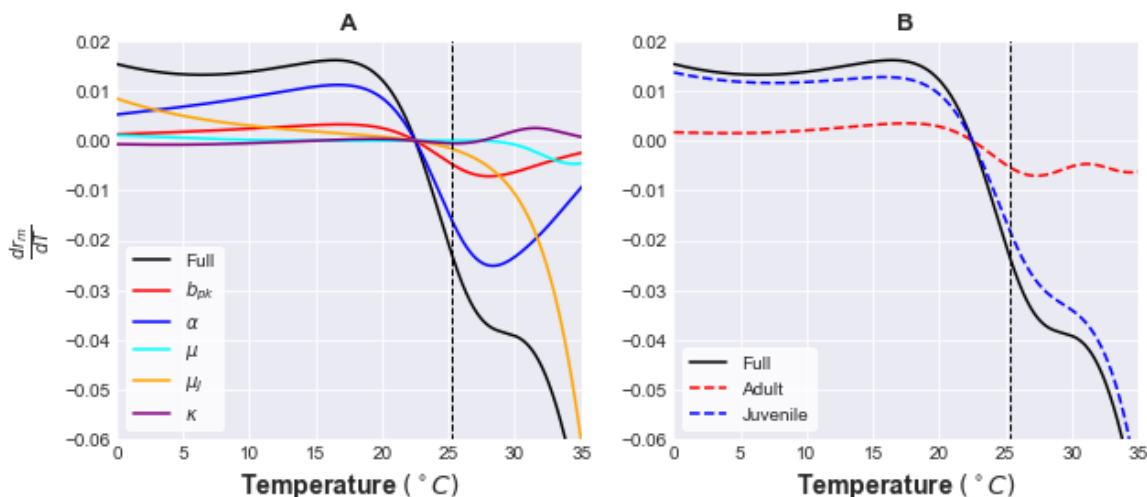 A
0.02
0.01
0.00
−0.01
−0.02
−0.03
−0.04
−0.05
−0.06
dr_m
dT
Full
b_pk
α
μ
μ_J
κ
0 5 10 15 20 25 30 35
Temperature (°C)
B
0.02
0.01
0.00
−0.01
−0.02
−0.03
−0.04
−0.05
−0.06
Full
Adult
Juvenile
0 5 10 15 20 25 30 35
Temperature (°C)